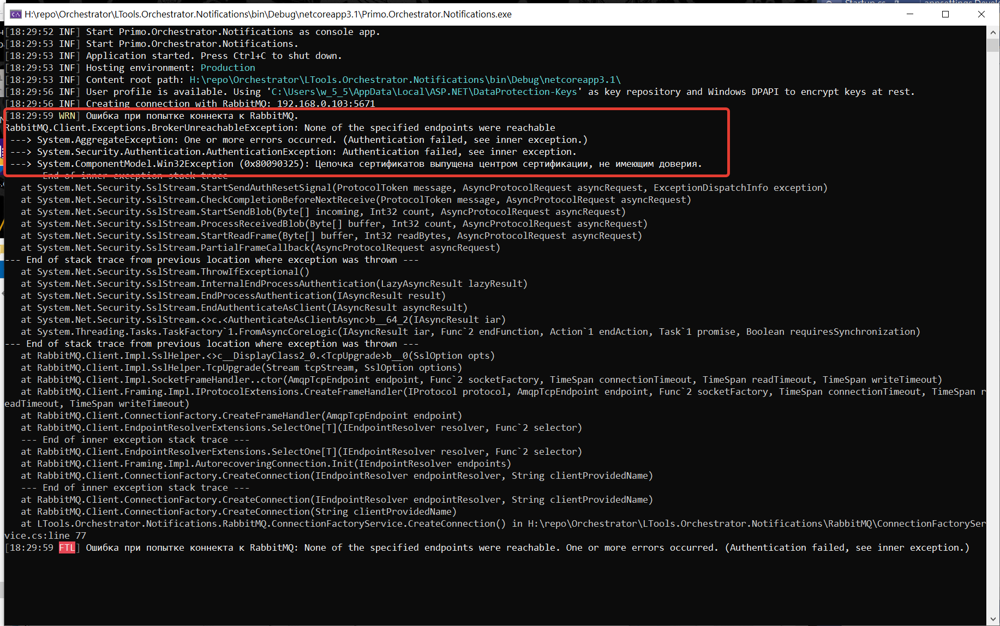 Startup.cs
appsettings.Devel
H:\repo\Orchestrator\LTools.Orchestrator.Notifications\bin\Debug\netcoreapp3.1\Primo.Orchestrator.Notifications.exe
[18:29:52 INF] Start Primo.Orchestrator.Notifications as console app.
[18:29:53 INF] Start Primo.Orchestrator.Notifications.
[18:29:53 INF] Application started. Press Ctrl+C to shut down.
[18:29:53 INF] Hosting environment: Production
[18:29:53 INF] Content root path: H:\repo\Orchestrator\LTools.Orchestrator.Notifications\bin\Debug\netcoreapp3.1\
[18:29:56 INF] User profile is available. Using 'C:\Users\w_5_5\AppData\Local\ASP.NET\DataProtection-Keys' as key repository and Windows DPAPI to encrypt keys at rest.
[18:29:56 INF] Creating connection with RabbitMQ: 192.168.0.103:5671
[18:29:59 WRN] Ошибка при попытке коннекта к RabbitMQ.
RabbitMQ.Client.Exceptions.BrokerUnreachableException: None of the specified endpoints were reachable
---> System.AggregateException: One or more errors occurred. (Authentication failed, see inner exception.)
---> System.Security.Authentication.AuthenticationException: Authentication failed, see inner exception.
---> System.ComponentModel.Win32Exception (0x80090325): Цепочка сертификатов выпущена центром сертификации, не имеющим доверия.
--- End of inner exception stack trace ---
at System.Net.Security.SslStream.StartSendAuthResetSignal(ProtocolToken message, AsyncProtocolRequest asyncRequest, ExceptionDispatchInfo exception)
at System.Net.Security.SslStream.CheckCompletionBeforeNextReceive(ProtocolToken message, AsyncProtocolRequest asyncRequest)
at System.Net.Security.SslStream.StartSendBlob(Byte[] incoming, Int32 count, AsyncProtocolRequest asyncRequest)
at System.Net.Security.SslStream.ProcessReceivedBlob(Byte[] buffer, Int32 count, AsyncProtocolRequest asyncRequest)
at System.Net.Security.SslStream.StartReadFrame(Byte[] buffer, Int32 readBytes, AsyncProtocolRequest asyncRequest)
at System.Net.Security.SslStream.PartialFrameCallback(AsyncProtocolRequest asyncRequest)
--- End of stack trace from previous location where exception was thrown ---
at System.Net.Security.SslStream.ThrowIfExceptional()
at System.Net.Security.SslStream.InternalEndProcessAuthentication(LazyAsyncResult lazyResult)
at System.Net.Security.SslStream.EndProcessAuthentication(IAsyncResult result)
at System.Net.Security.SslStream.EndAuthenticateAsClient(IAsyncResult asyncResult)
at System.Net.Security.SslStream.<>c.<AuthenticateAsClientAsync>b__64_2(IAsyncResult iar)
at System.Threading.Tasks.TaskFactory`1.FromAsyncCoreLogic(IAsyncResult iar, Func`2 endFunction, Action`1 endAction, Task`1 promise, Boolean requiresSynchronization)
--- End of stack trace from previous location where exception was thrown ---
at RabbitMQ.Client.Impl.SslHelper.<>c__DisplayClass2_0.<TcpUpgrade>b__0(SslOption opts)
at RabbitMQ.Client.Impl.SslHelper.TcpUpgrade(Stream tcpStream, SslOption options)
at RabbitMQ.Client.Impl.SocketFrameHandler..ctor(AmqpTcpEndpoint endpoint, Func`2 socketFactory, TimeSpan connectionTimeout, TimeSpan readTimeout, TimeSpan writeTimeout)
at RabbitMQ.Client.Framing.Impl.IProtocolExtensions.CreateFrameHandler(IProtocol protocol, AmqpTcpEndpoint endpoint, Func`2 socketFactory, TimeSpan connectionTimeout, TimeSpan r
eadTimeout, TimeSpan writeTimeout)
at RabbitMQ.Client.ConnectionFactory.CreateFrameHandler(AmqpTcpEndpoint endpoint)
at RabbitMQ.Client.EndpointResolverExtensions.SelectOne[T](IEndpointResolver resolver, Func`2 selector)
--- End of inner exception stack trace ---
at RabbitMQ.Client.EndpointResolverExtensions.SelectOne[T](IEndpointResolver resolver, Func`2 selector)
at RabbitMQ.Client.Framing.Impl.AutorecoveringConnection.Init(IEndpointResolver endpoints)
at RabbitMQ.Client.ConnectionFactory.CreateConnection(IEndpointResolver endpointResolver, String clientProvidedName)
--- End of inner exception stack trace ---
at RabbitMQ.Client.ConnectionFactory.CreateConnection(IEndpointResolver endpointResolver, String clientProvidedName)
at RabbitMQ.Client.ConnectionFactory.CreateConnection(String clientProvidedName)
at LTools.Orchestrator.Notifications.RabbitMQ.ConnectionFactoryService.CreateConnection() in H:\repo\Orchestrator\LTools.Orchestrator.Notifications\RabbitMQ\ConnectionFactorySer
vice.cs:line 77
[18:29:59 FTL] Ошибка при попытке коннекта к RabbitMQ: None of the specified endpoints were reachable. One or more errors occurred. (Authentication failed, see inner exception.)